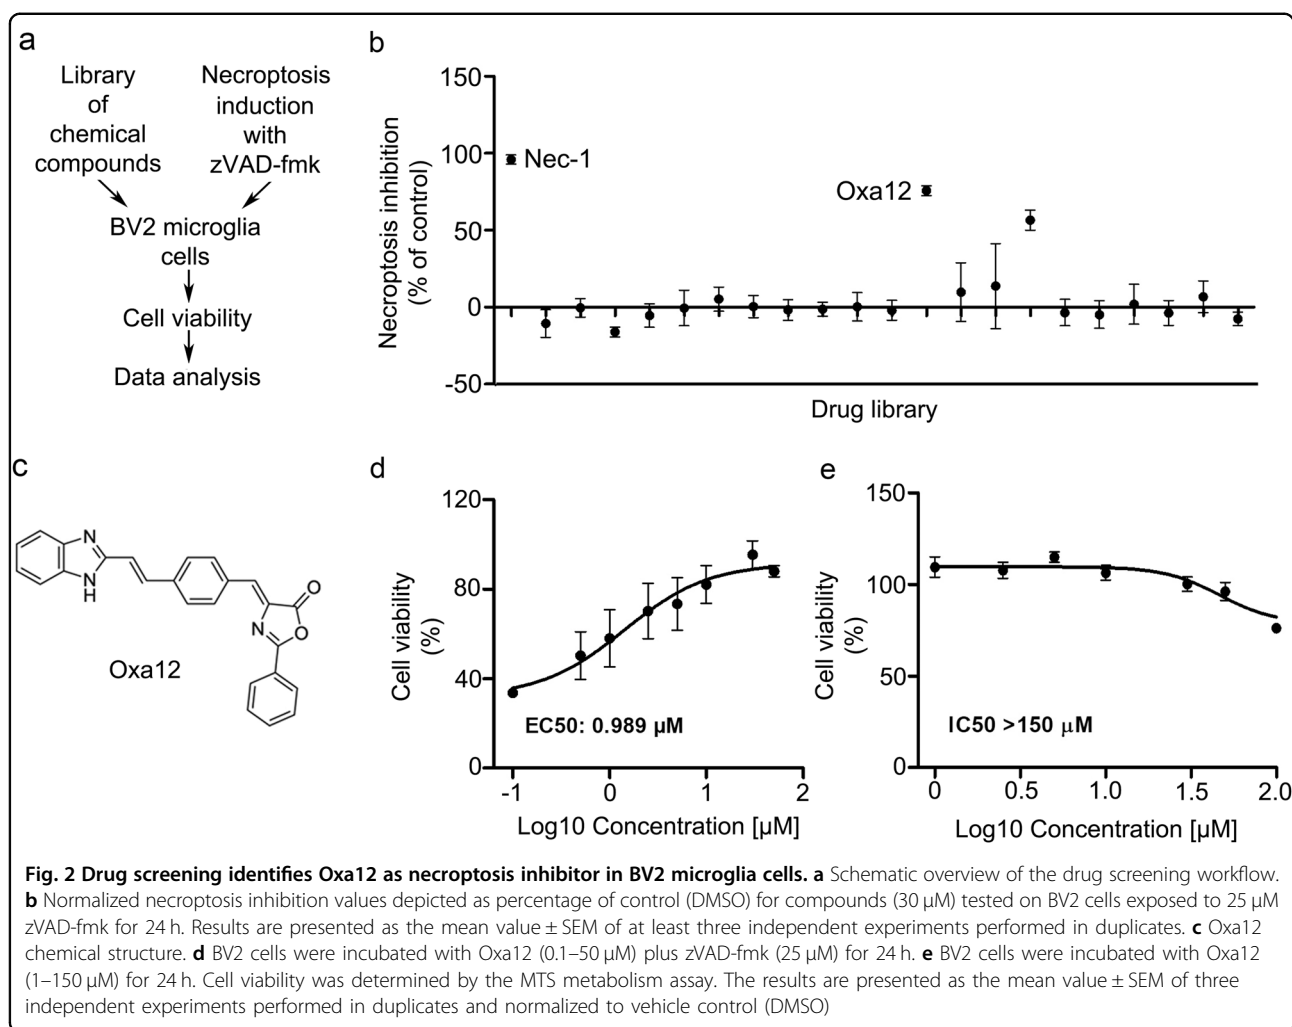 a
Library
of
chemical
compounds
Necroptosis
induction
with
zVAD-fmk
BV2 microglia
cells
Cell viability
Data analysis
b
Necroptosis inhibition
(% of control)
150
100
50
0
-50
Nec-1
Oxa12
Drug library
c
N
N
H
O
N
O
Oxa12
d
Cell viability
(%)
120
80
40
0
EC50: 0.989 µM
-1 0 1 2
Log10 Concentration [µM]
e
Cell viability
(%)
150
100
50
0
IC50 >150 µM
0 0.5 1.0 1.5 2.0
Log10 Concentration [µM]
Fig. 2 Drug screening identifies Oxa12 as necroptosis inhibitor in BV2 microglia cells. a Schematic overview of the drug screening workflow.
b Normalized necroptosis inhibition values depicted as percentage of control (DMSO) for compounds (30 µM) tested on BV2 cells exposed to 25 µM
zVAD-fmk for 24 h. Results are presented as the mean value ± SEM of at least three independent experiments performed in duplicates. c Oxa12
chemical structure. d BV2 cells were incubated with Oxa12 (0.1–50 µM) plus zVAD-fmk (25 µM) for 24 h. e BV2 cells were incubated with Oxa12
(1–150 µM) for 24 h. Cell viability was determined by the MTS metabolism assay. The results are presented as the mean value ± SEM of three
independent experiments performed in duplicates and normalized to vehicle control (DMSO)